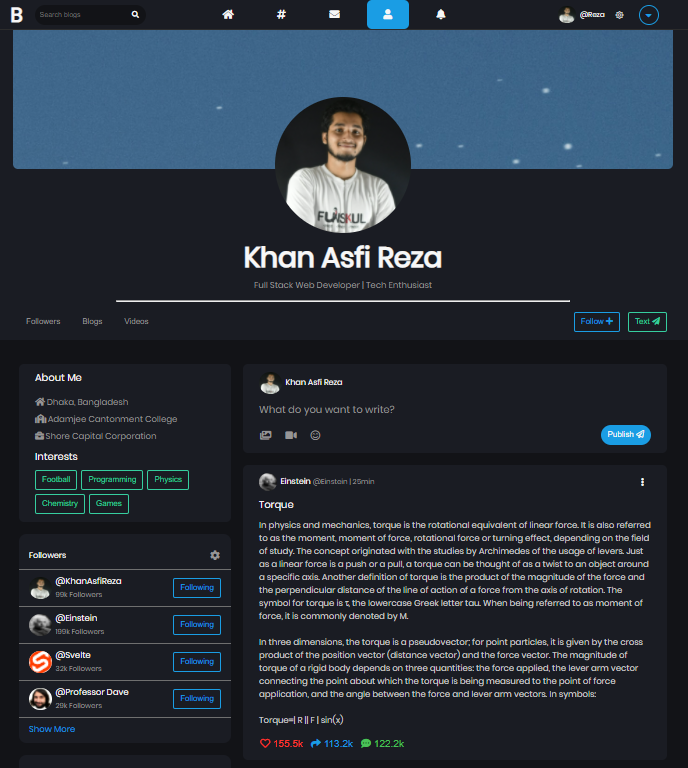 B
Search blogs
#
@Reza
FUNSKUL
Khan Asfi Reza
Full Stack Web Developer | Tech Enthusiast
Followers Blogs Videos
Follow +
Text
About Me
Dhaka, Bangladesh
Adamjee Cantonment College
Shore Capital Corporation
Interests
Football Programming Physics
Chemistry Games
Followers
@KhanAsfiReza
99k Followers
Following
@Einstein
199k Followers
Following
@Svelte
32k Followers
Following
@Professor Dave
29k Followers
Following
Show More
Khan Asfi Reza
What do you want to write?
Publish
Einstein @Einstein | 25min
Torque
In physics and mechanics, torque is the rotational equivalent of linear force. It is also referred
to as the moment, moment of force, rotational force or turning effect, depending on the field
of study. The concept originated with the studies by Archimedes of the usage of levers. Just
as a linear force is a push or a pull, a torque can be thought of as a twist to an object around
a specific axis. Another definition of torque is the product of the magnitude of the force and
the perpendicular distance of the line of action of a force from the axis of rotation. The
symbol for torque is τ, the lowercase Greek letter tau. When being referred to as moment of
force, it is commonly denoted by M.
In three dimensions, the torque is a pseudovector; for point particles, it is given by the cross
product of the position vector (distance vector) and the force vector. The magnitude of
torque of a rigid body depends on three quantities: the force applied, the lever arm vector
connecting the point about which the torque is being measured to the point of force
application, and the angle between the force and lever arm vectors. In symbols:
Torque=| R || F | sin(x)
155.5k 113.2k 122.2k